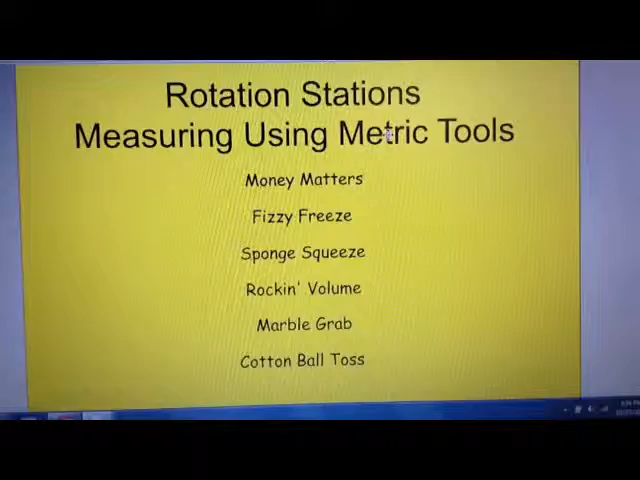 Rotation Stations
Measuring Using Metric Tools
Money Matters
Fizzy Freeze
Sponge Squeeze
Rockin' Volume
Marble Grab
Cotton Ball Toss